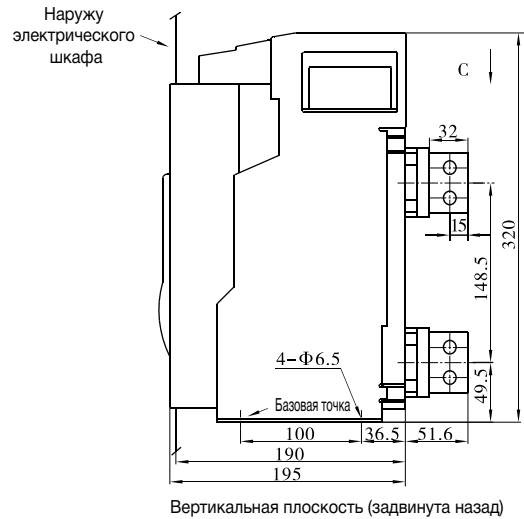 Наружу
электрического
шкафа
C
32
15
320
148.5
4-Ф6.5
49.5
Базовая точка
100
36.5
51.6
190
195
Вертикальная плоскость (задвинута назад)